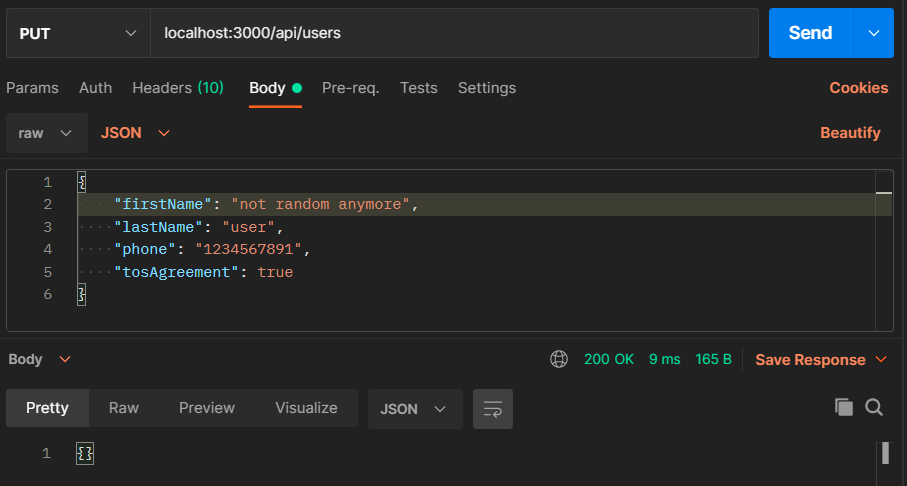 PUT localhost:3000/api/users Send
Params Auth Headers (10) Body Pre-req. Tests Settings Cookies
raw JSON Beautify
1 {
2 "firstName": "not random anymore",
3 "lastName": "user",
4 "phone": "1234567891",
5 "tosAgreement": true
6 }
Body 200 OK 9 ms 165 B Save Response
Pretty Raw Preview Visualize JSON
1 {}